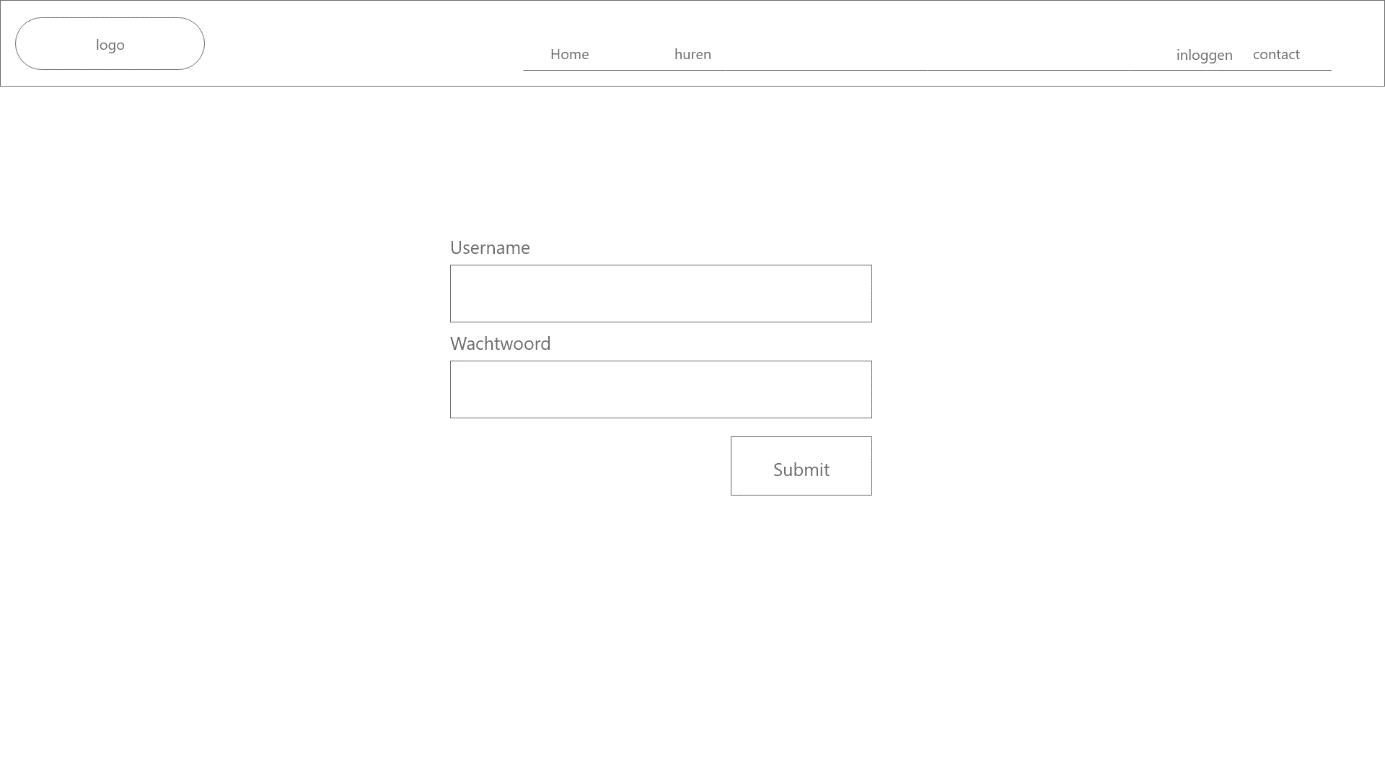 logo
Home huren inloggen contact
Username
Wachtwoord
Submit